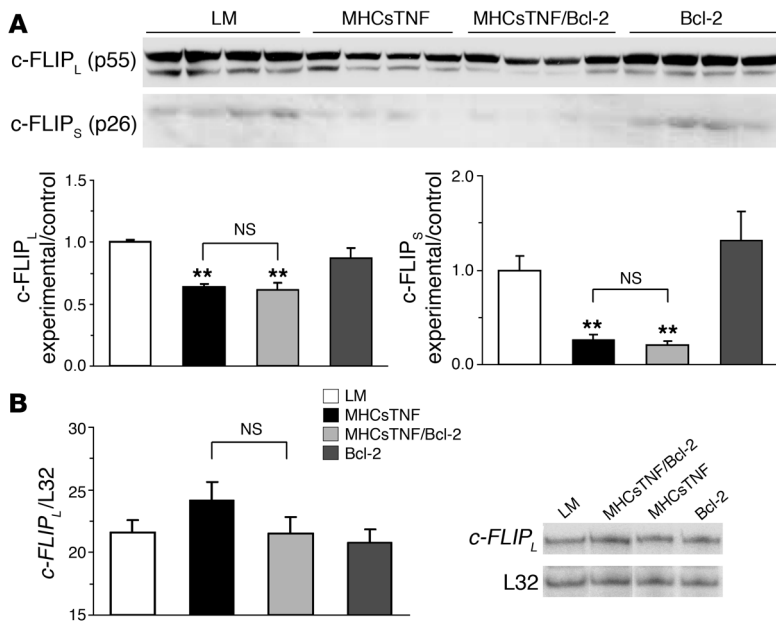 A
LM MHCsTNF MHCsTNF/Bcl-2 Bcl-2
c-FLIPL (p55)
c-FLIPS (p26)
c-FLIPL
experimental/control
1.5
1.0
0.5
0.0
NS
** **
c-FLIPS
experimental/control
2.0
1.0
0.0
NS
** **
B
LM
MHCsTNF
MHCsTNF/Bcl-2
Bcl-2
c-FLIPL/L32
30
25
20
15
NS
LM MHCsTNF/Bcl-2 MHCsTNF Bcl-2
c-FLIPL
L32